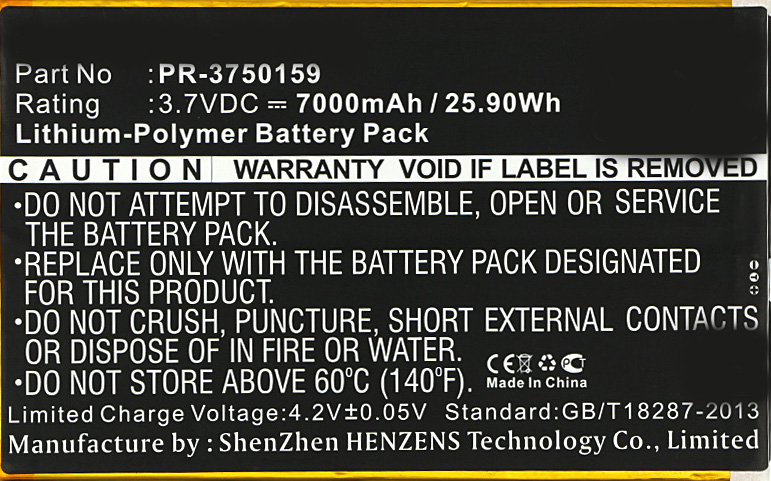 Part No : PR-3750159
Rating : 3.7VDC ⎓ 7000mAh / 25.90Wh
Lithium-Polymer Battery Pack
CAUTION WARRANTY VOID IF LABEL IS REMOVED
·DO NOT ATTEMPT TO DISASSEMBLE, OPEN OR SERVICE
THE BATTERY PACK.
·REPLACE ONLY WITH THE BATTERY PACK DESIGNATED
FOR THIS PRODUCT.
·DO NOT CRUSH, PUNCTURE, SHORT EXTERNAL CONTACTS
OR DISPOSE OF IN FIRE OR WATER.
·DO NOT STORE ABOVE 60⁰C (140⁰F).
CE PCT
Made In China
Limited Charge Voltage:4.2V±0.05V Standard:GB/T18287-2013
Manufacture by : ShenZhen HENZENS Technology Co., Limited